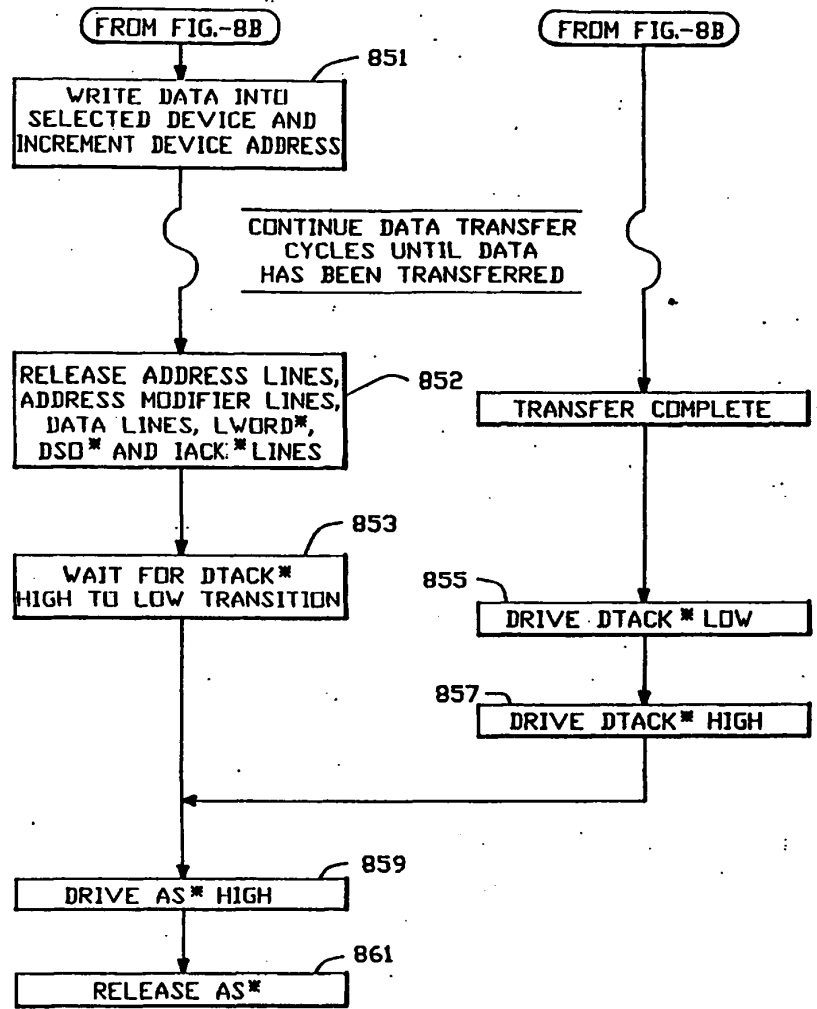 FROM FIG.-8B
FROM FIG.-8B
851
WRITE DATA INTO
SELECTED DEVICE AND
INCREMENT DEVICE ADDRESS
CONTINUE DATA TRANSFER
CYCLES UNTIL DATA
HAS BEEN TRANSFERRED
RELEASE ADDRESS LINES,
ADDRESS MODIFIER LINES,
DATA LINES, LWORD*,
DS0* AND IACK* LINES
852
TRANSFER COMPLETE
853
WAIT FOR DTACK*
HIGH TO LOW TRANSITION
855
DRIVE DTACK* LOW
857
DRIVE DTACK* HIGH
859
DRIVE AS* HIGH
861
RELEASE AS*